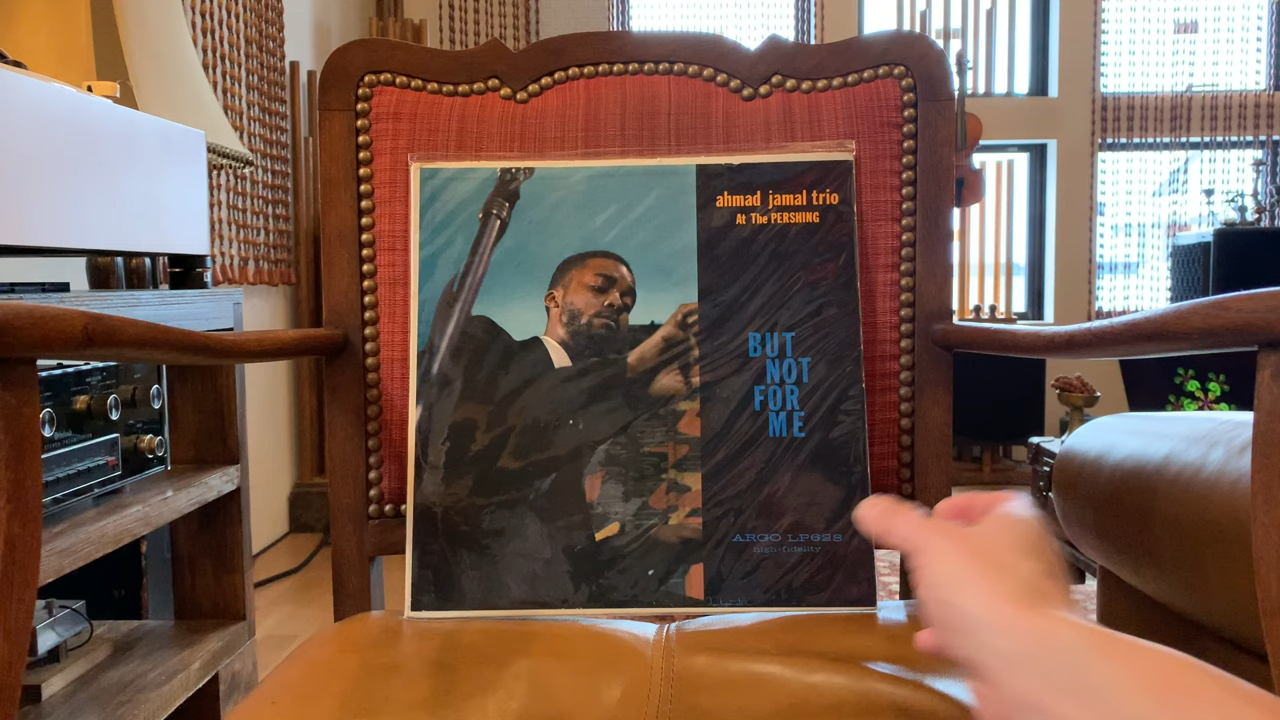 ahmad jamal trio
At The PERSHING
BUT
NOT
FOR
ME
ARGO LP628
high-fidelity